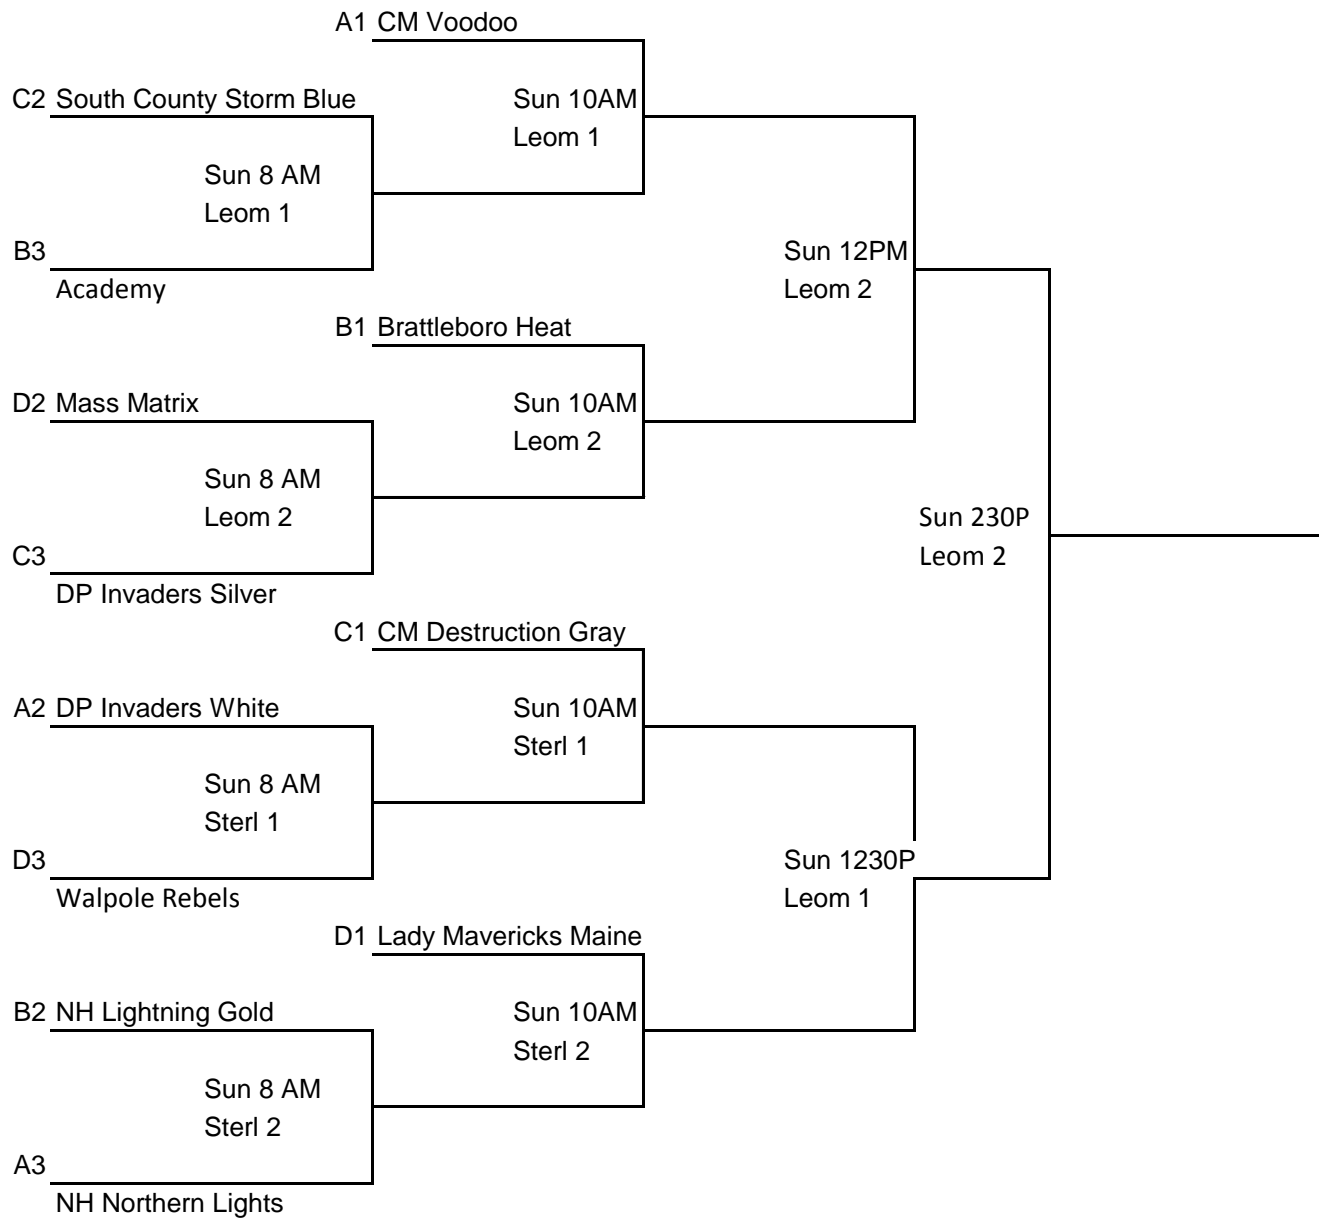 A1 CM Voodoo
C2 South County Storm Blue
Sun 10AM
Leom 1
Sun 8 AM
Leom 1
B3
Academy
Sun 12PM
Leom 2
B1 Brattleboro Heat
D2 Mass Matrix
Sun 10AM
Leom 2
Sun 8 AM
Leom 2
C3
DP Invaders Silver
Sun 230P
Leom 2
C1 CM Destruction Gray
A2 DP Invaders White
Sun 10AM
Sterl 1
Sun 8 AM
Sterl 1
D3
Walpole Rebels
Sun 1230P
Leom 1
D1 Lady Mavericks Maine
B2 NH Lightning Gold
Sun 10AM
Sterl 2
Sun 8 AM
Sterl 2
A3
NH Northern Lights